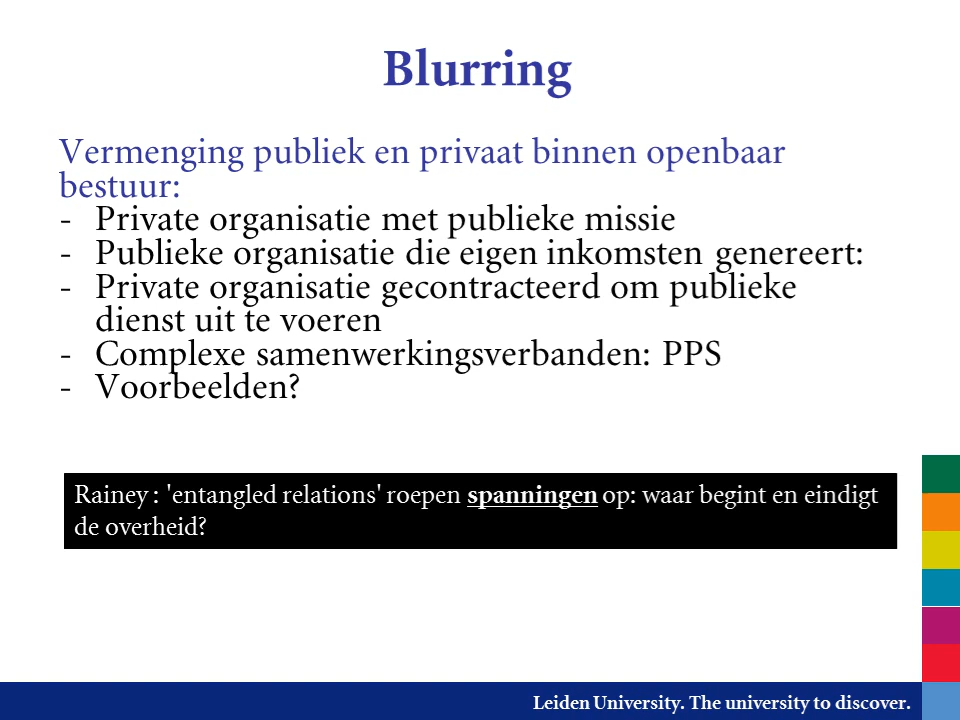 Blurring
Vermenging publiek en privaat binnen openbaar
bestuur:
- Private organisatie met publieke missie
- Publieke organisatie die eigen inkomsten genereert:
- Private organisatie gecontracteerd om publieke
dienst uit te voeren
- Complexe samenwerkingsverbanden: PPS
- Voorbeelden?
Rainey : 'entangled relations' roepen spanningen op: waar begint en eindigt
de overheid?
Leiden University. The university to discover.